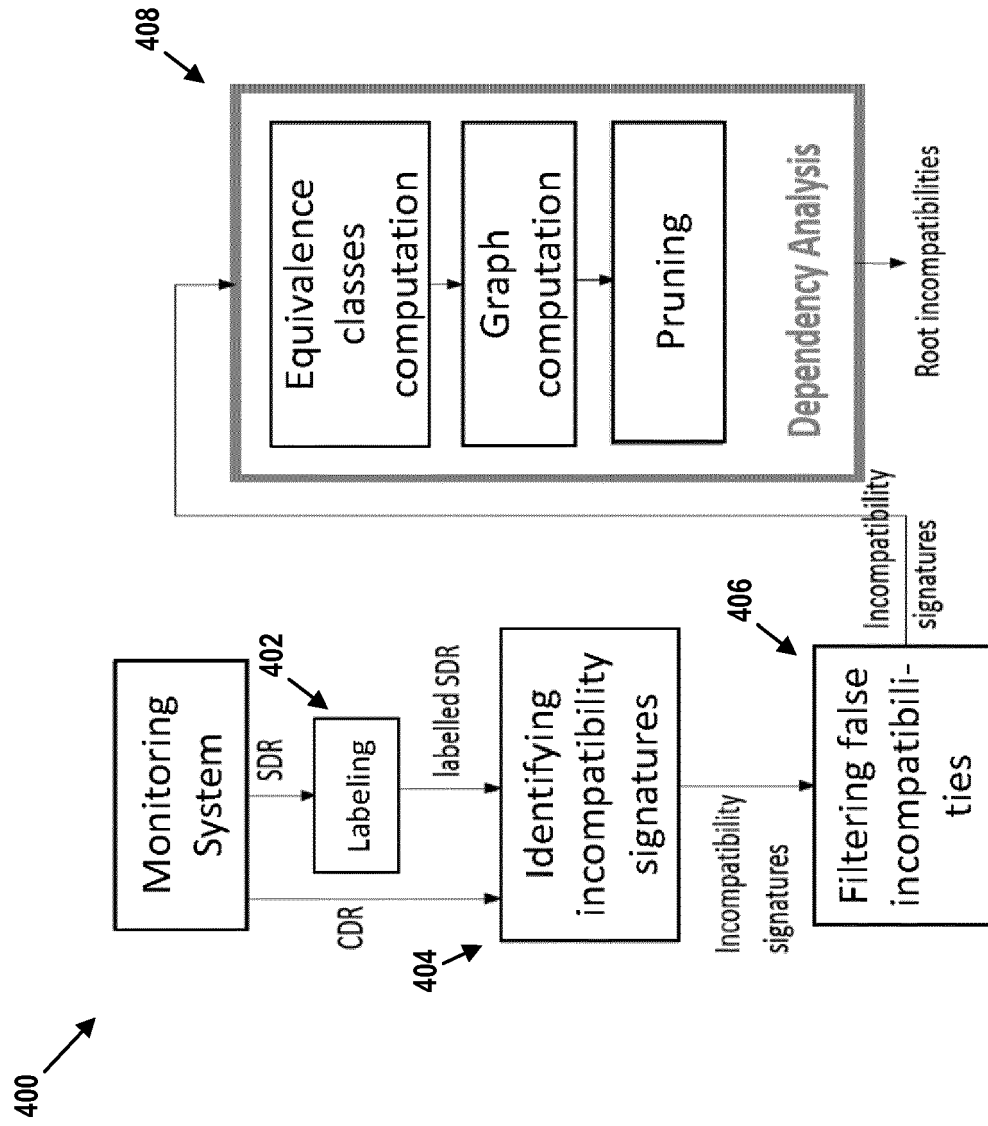 400
Monitoring
System
SDR
402
Labeling
CDR
labelled SDR
404
Identifying
incompatibility
signatures
Incompatibility
signatures
406
Filtering false
incompatibili-
ties
Incompatibility
signatures
408
Equivalence
classes
computation
Graph
computation
Pruning
Dependency Analysis
Root incompatibilities